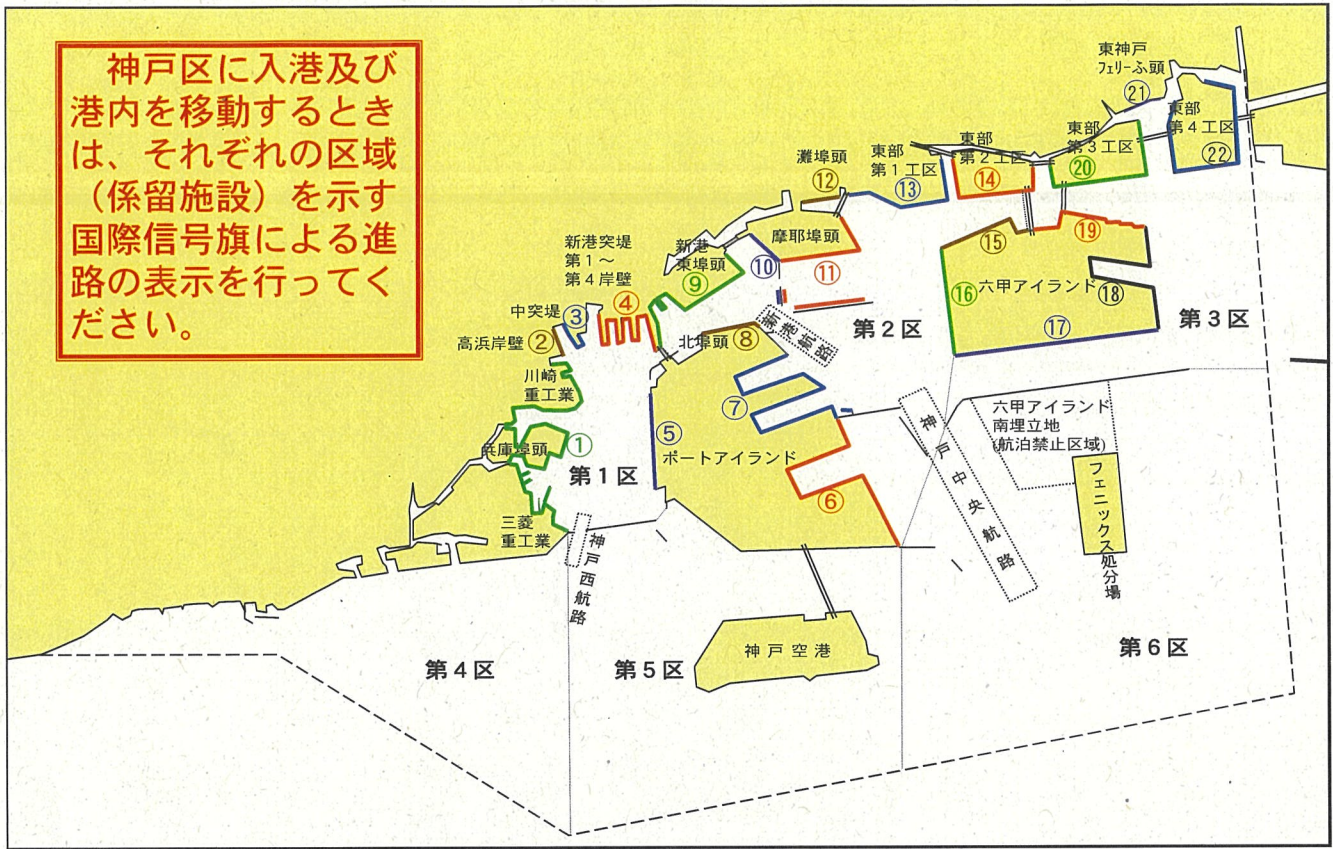 神戸区に入港及び
港内を移動するとき
は、それぞれの区域
（係留施設）を示す
国際信号旗による進
路の表示を行ってく
ださい。
東神戸
フェリーふ頭
㉑
東部
第４工区
㉒
東部
第３工区
⑳
東部
第２工区
⑭
東部
第１工区
⑬
灘埠頭
⑫
摩耶埠頭
⑪
⑩
新港
東埠頭
⑨
新港突堤
第１～
第４岸壁
④
中突堤
③
高浜岸壁
②
川崎
重工業
兵庫埠頭
①
三菱
重工業
第１区
神戸西航路
北埠頭
⑧
⑦
⑤
ポートアイランド
⑥
新港航路
第２区
⑮
⑲
六甲アイランド
⑯
⑱
⑰
第３区
神戸中央航路
六甲アイランド
南埋立地
(航泊禁止区域)
フェニックス処分場
第４区
第５区
神戸空港
第６区